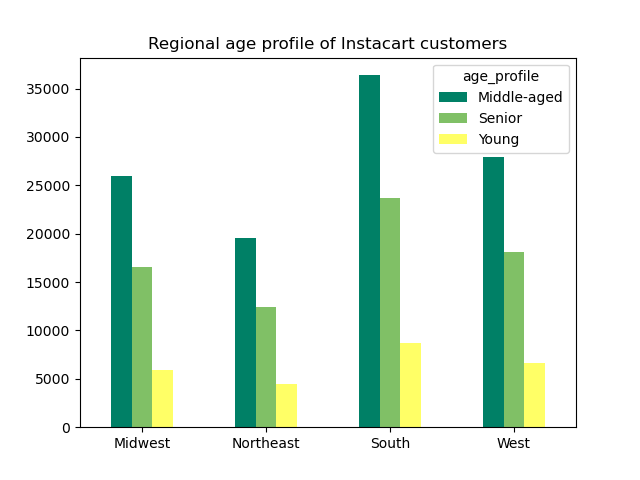 Regional age profile of Instacart customers
age_profile
Middle-aged
Senior
Young
35000
30000
25000
20000
15000
10000
5000
0
Midwest Northeast South West